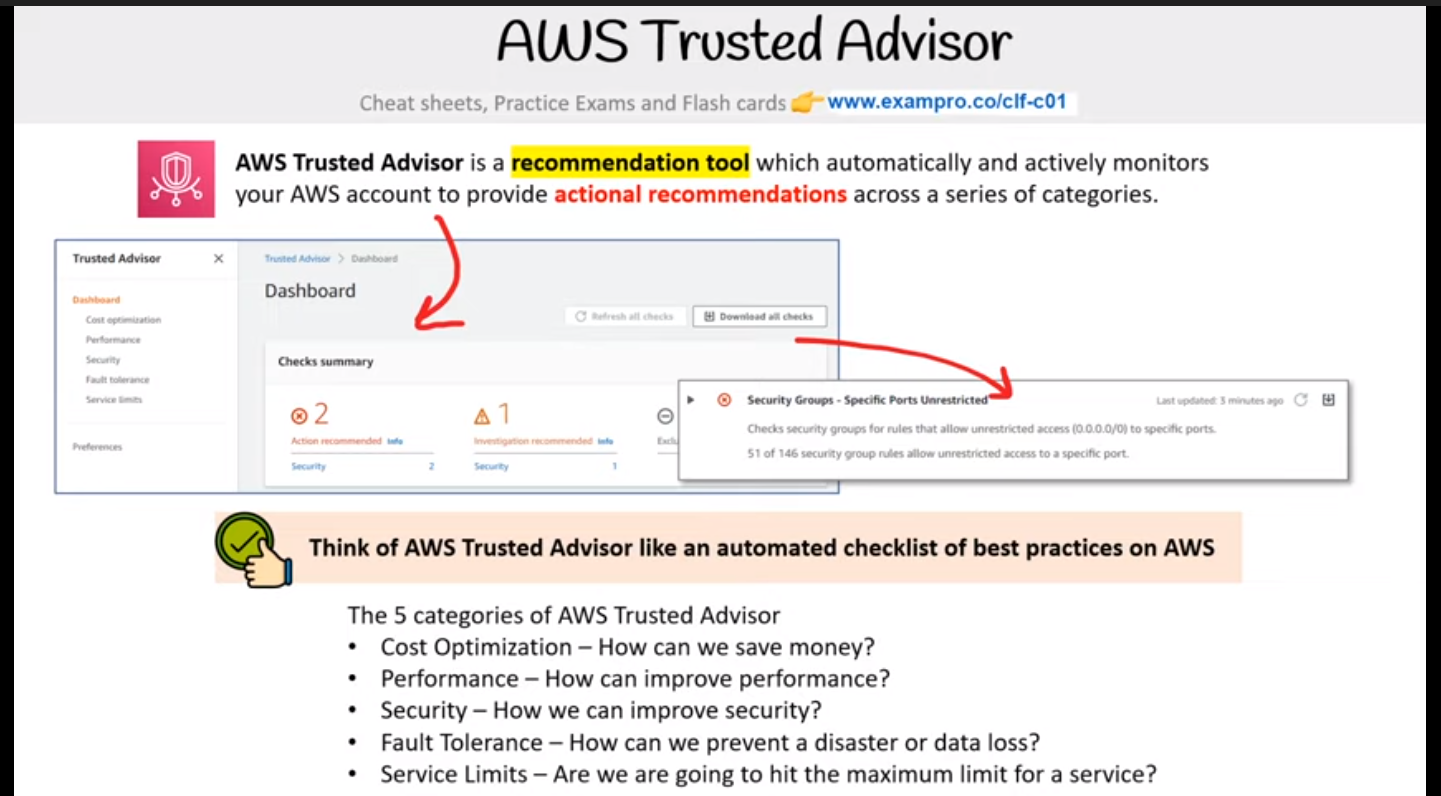 AWS Trusted Advisor
Cheat sheets, Practice Exams and Flash cards 👉 www.exampro.co/clf-c01
AWS Trusted Advisor is a recommendation tool which automatically and actively monitors
your AWS account to provide actional recommendations across a series of categories.
Trusted Advisor
Dashboard
Cost optimization
Performance
Security
Fault tolerance
Service limits
Preferences
Trusted Advisor > Dashboard
Dashboard
Refresh all checks
Download all checks
Checks summary
2
Action recommended Info
Security 2
1
Investigation recommended Info
Security 1
Security Groups - Specific Ports Unrestricted
Last updated: 3 minutes ago
Checks security groups for rules that allow unrestricted access (0.0.0.0/0) to specific ports.
51 of 146 security group rules allow unrestricted access to a specific port.
Think of AWS Trusted Advisor like an automated checklist of best practices on AWS
The 5 categories of AWS Trusted Advisor
• Cost Optimization – How can we save money?
• Performance – How can improve performance?
• Security – How we can improve security?
• Fault Tolerance – How can we prevent a disaster or data loss?
• Service Limits – Are we are going to hit the maximum limit for a service?